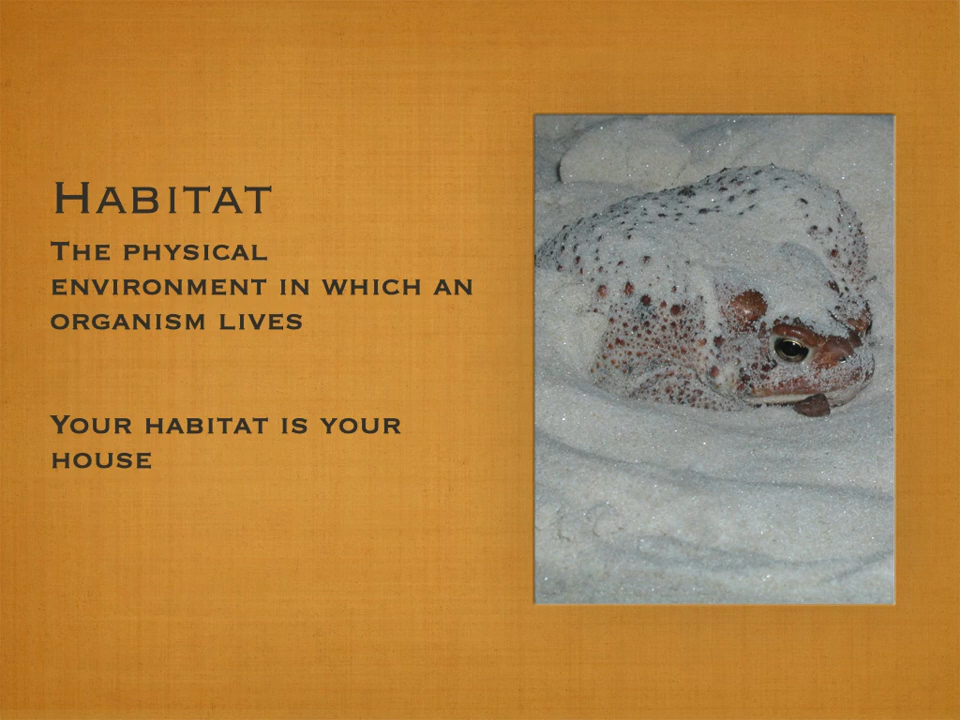 Habitat
The physical
environment in which an
organism lives
Your habitat is your
house